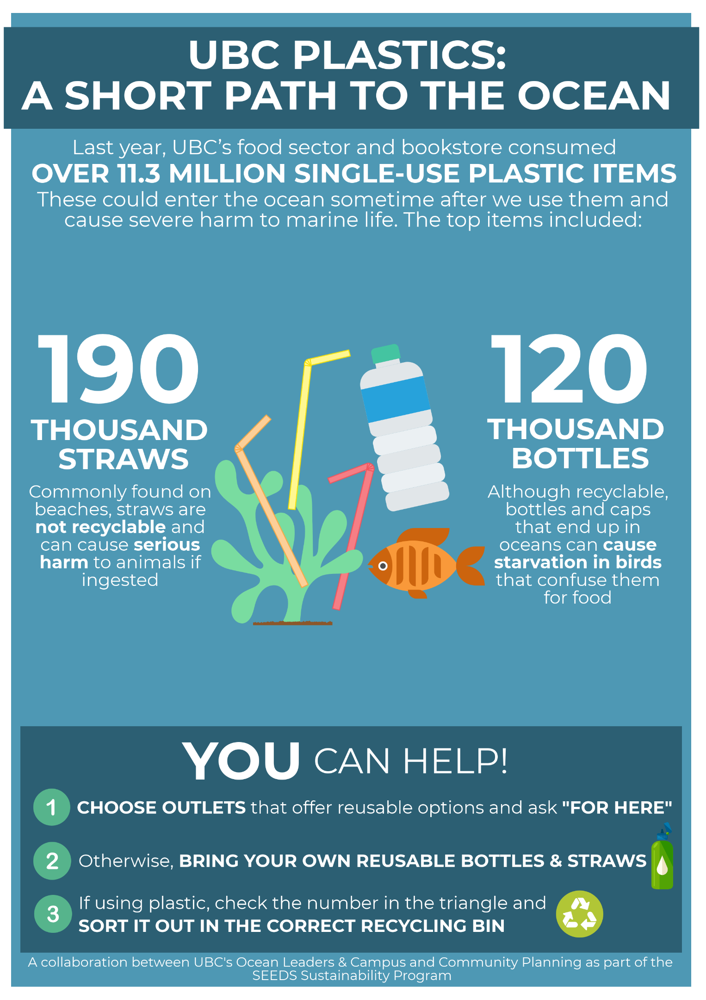 UBC PLASTICS:
A SHORT PATH TO THE OCEAN
Last year, UBC’s food sector and bookstore consumed
OVER 11.3 MILLION SINGLE-USE PLASTIC ITEMS
These could enter the ocean sometime after we use them and
cause severe harm to marine life. The top items included:
190
THOUSAND
STRAWS
Commonly found on
beaches, straws are
not recyclable and
can cause serious
harm to animals if
ingested
120
THOUSAND
BOTTLES
Although recyclable,
bottles and caps
that end up in
oceans can cause
starvation in birds
that confuse them
for food
YOU CAN HELP!
1 CHOOSE OUTLETS that offer reusable options and ask "FOR HERE"
2 Otherwise, BRING YOUR OWN REUSABLE BOTTLES & STRAWS
3 If using plastic, check the number in the triangle and
SORT IT OUT IN THE CORRECT RECYCLING BIN
A collaboration between UBC's Ocean Leaders & Campus and Community Planning as part of the
SEEDS Sustainability Program